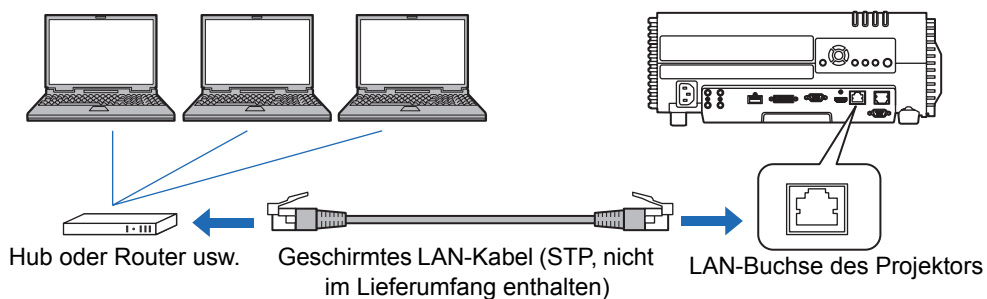 Hub oder Router usw.
Geschirmtes LAN-Kabel (STP, nicht
im Lieferumfang enthalten)
LAN-Buchse des Projektors